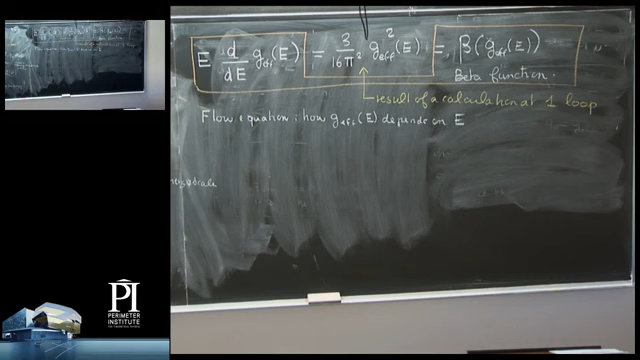 E d/dE g_eff(E) = 3/16π² g²_eff(E) = β(g_eff(E))
Beta function.
result of a calculation at 1 loop
Flow equation: how g_eff(E) depends on E
PI
PERIMETER
INSTITUTE